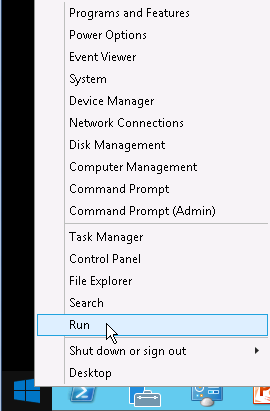 Programs and Features
Power Options
Event Viewer
System
Device Manager
Network Connections
Disk Management
Computer Management
Command Prompt
Command Prompt (Admin)
Task Manager
Control Panel
File Explorer
Search
Run
Shut down or sign out
Desktop